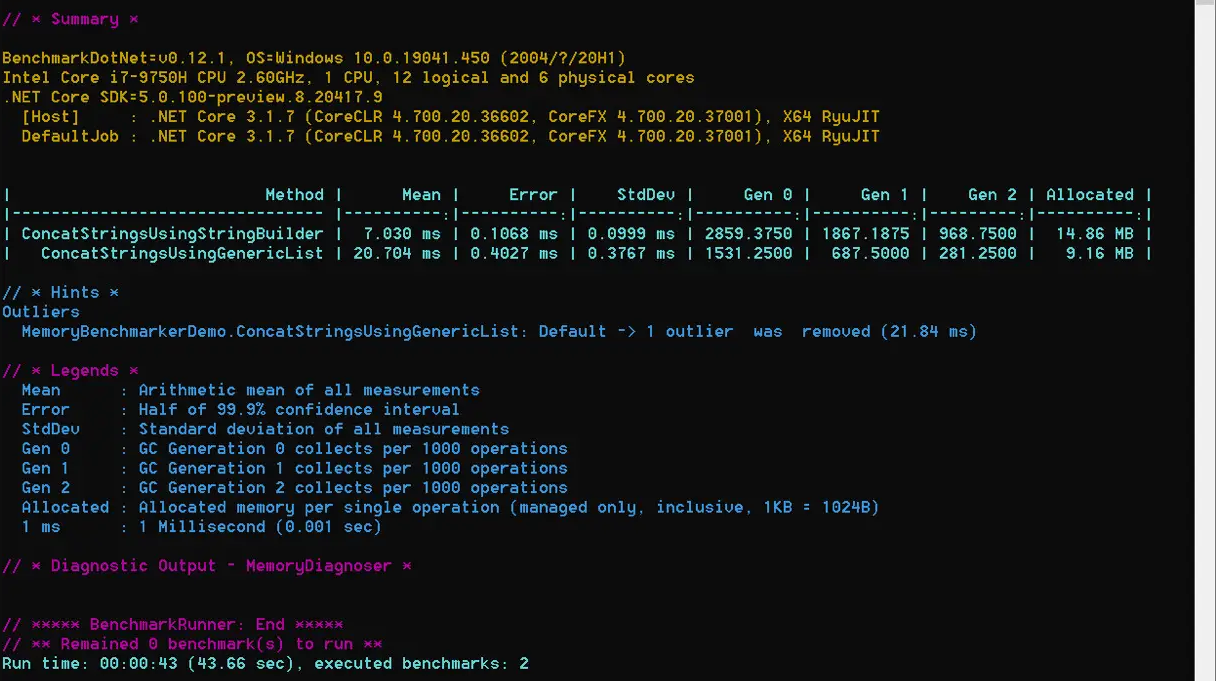 // * Summary *
BenchmarkDotNet=v0.12.1, OS=Windows 10.0.19041.450 (2004/?/20H1)
Intel Core i7-9750H CPU 2.60GHz, 1 CPU, 12 logical and 6 physical cores
.NET Core SDK=5.0.100-preview.8.20417.9
  [Host]     : .NET Core 3.1.7 (CoreCLR 4.700.20.36602, CoreFX 4.700.20.37001), X64 RyuJIT
  DefaultJob : .NET Core 3.1.7 (CoreCLR 4.700.20.36602, CoreFX 4.700.20.37001), X64 RyuJIT
|                          Method |      Mean |     Error |    StdDev |     Gen 0 |     Gen 1 |    Gen 2 | Allocated |
|-------------------------------- |----------:|----------:|----------:|----------:|----------:|---------:|----------:|
| ConcatStringsUsingStringBuilder |  7.030 ms | 0.1068 ms | 0.0999 ms | 2859.3750 | 1867.1875 | 968.7500 |  14.86 MB |
|   ConcatStringsUsingGenericList | 20.704 ms | 0.4027 ms | 0.3767 ms | 1531.2500 |  687.5000 | 281.2500 |   9.16 MB |
// * Hints *
Outliers
  MemoryBenchmarkerDemo.ConcatStringsUsingGenericList: Default -> 1 outlier  was  removed (21.84 ms)
// * Legends *
  Mean      : Arithmetic mean of all measurements
  Error     : Half of 99.9% confidence interval
  StdDev    : Standard deviation of all measurements
  Gen 0     : GC Generation 0 collects per 1000 operations
  Gen 1     : GC Generation 1 collects per 1000 operations
  Gen 2     : GC Generation 2 collects per 1000 operations
  Allocated : Allocated memory per single operation (managed only, inclusive, 1KB = 1024B)
  1 ms      : 1 Millisecond (0.001 sec)
// * Diagnostic Output - MemoryDiagnoser *
// ***** BenchmarkRunner: End *****
// ** Remained 0 benchmark(s) to run **
Run time: 00:00:43 (43.66 sec), executed benchmarks: 2